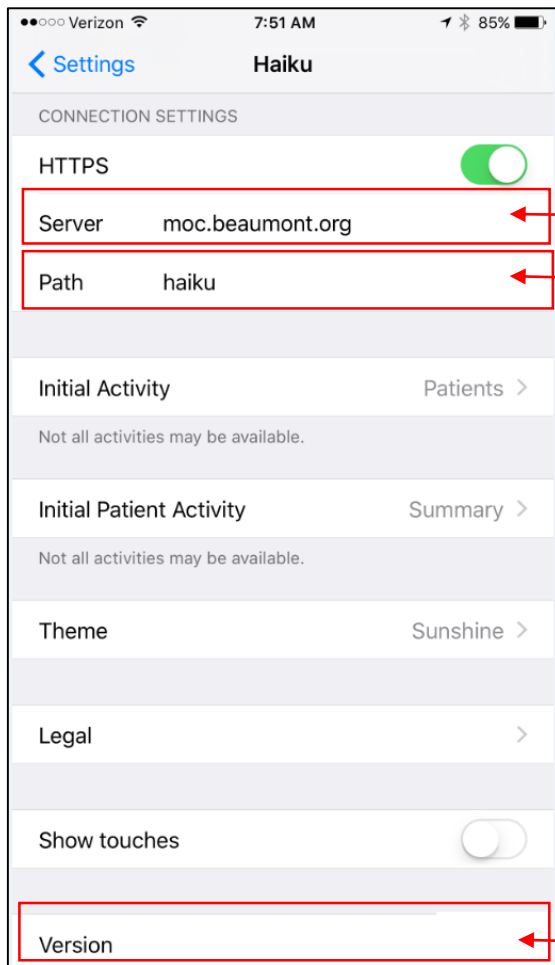 Verizon 7:51 AM 85%
Settings Haiku
CONNECTION SETTINGS
HTTPS
Server moc.beaumont.org
Path haiku
Initial Activity Patients
Not all activities may be available.
Initial Patient Activity Summary
Not all activities may be available.
Theme Sunshine
Legal
Show touches
Version